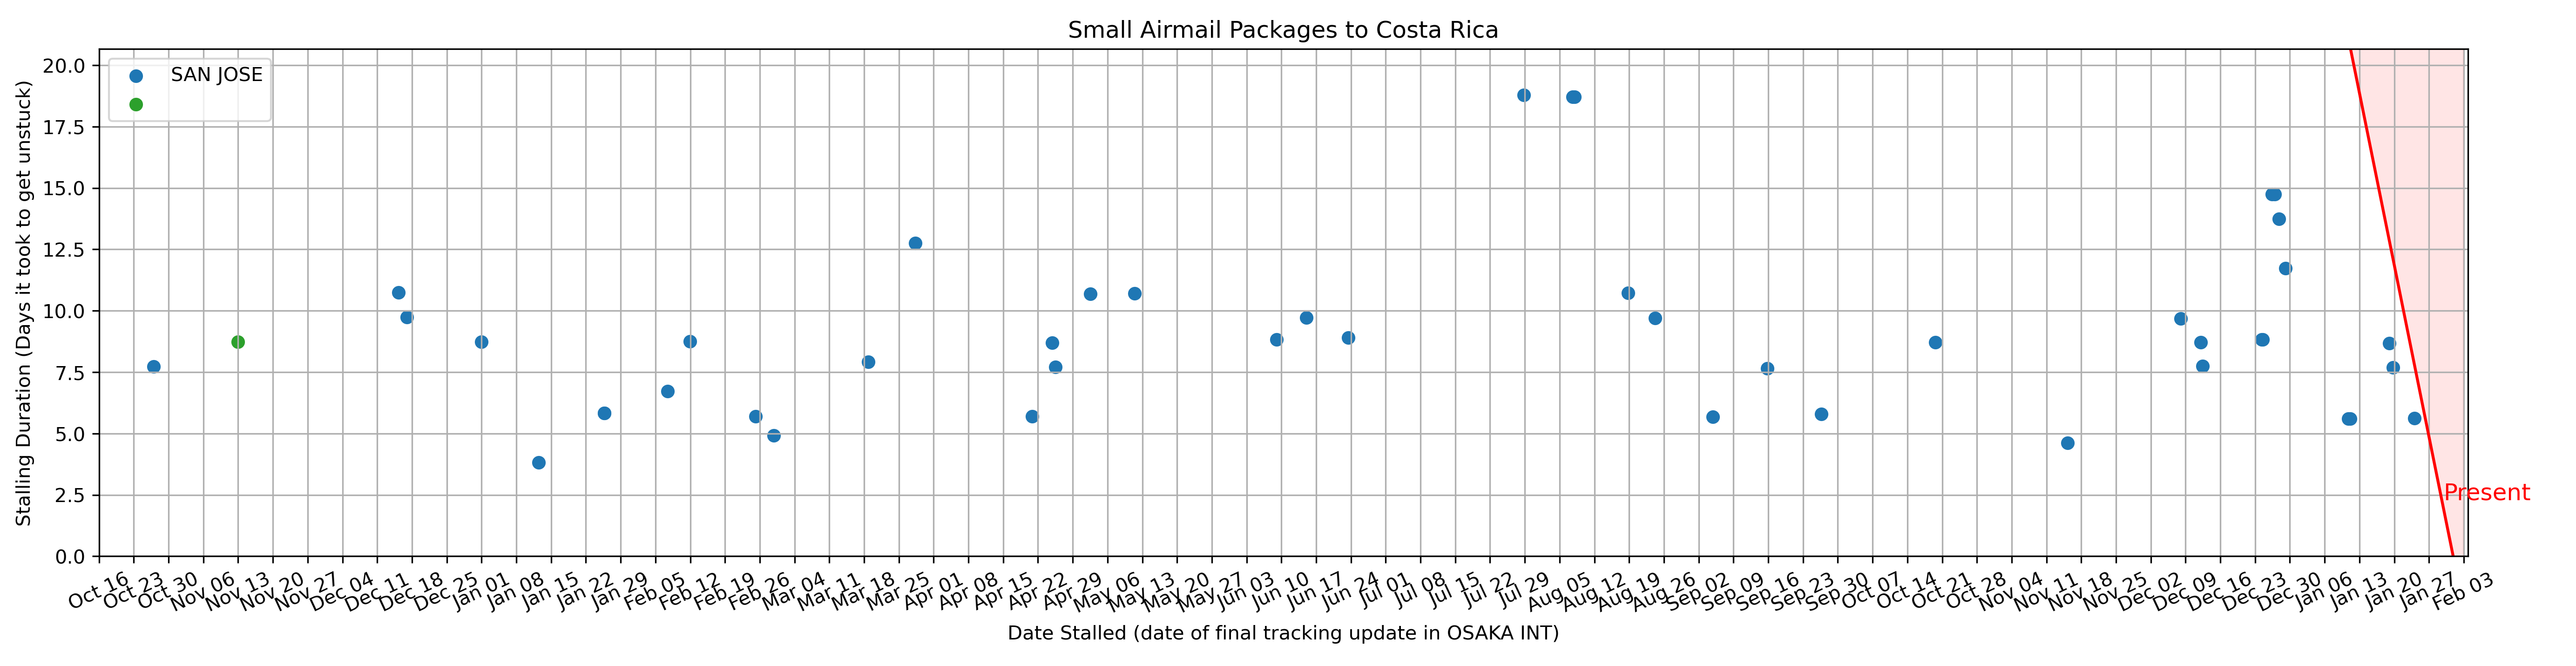 Small Airmail Packages to Costa Rica
SAN JOSE
Stalling Duration (Days it took to get unstuck)
20.0
17.5
15.0
12.5
10.0
7.5
5.0
2.5
0.0
Present
Oct 16
Oct 23
Oct 30
Nov 06
Nov 13
Nov 20
Nov 27
Dec 04
Dec 11
Dec 18
Dec 25
Jan 01
Jan 08
Jan 15
Jan 22
Jan 29
Feb 05
Feb 12
Feb 19
Feb 26
Mar 04
Mar 11
Mar 18
Mar 25
Apr 01
Apr 08
Apr 15
Apr 22
Apr 29
May 06
May 13
May 20
May 27
Jun 03
Jun 10
Jun 17
Jun 24
Jul 01
Jul 08
Jul 15
Jul 22
Jul 29
Aug 05
Aug 12
Aug 19
Aug 26
Sep 02
Sep 09
Sep 16
Sep 23
Sep 30
Oct 07
Oct 14
Oct 21
Oct 28
Nov 04
Nov 11
Nov 18
Nov 25
Dec 02
Dec 09
Dec 16
Dec 23
Dec 30
Jan 06
Jan 13
Jan 20
Jan 27
Feb 03
Date Stalled (date of final tracking update in OSAKA INT)